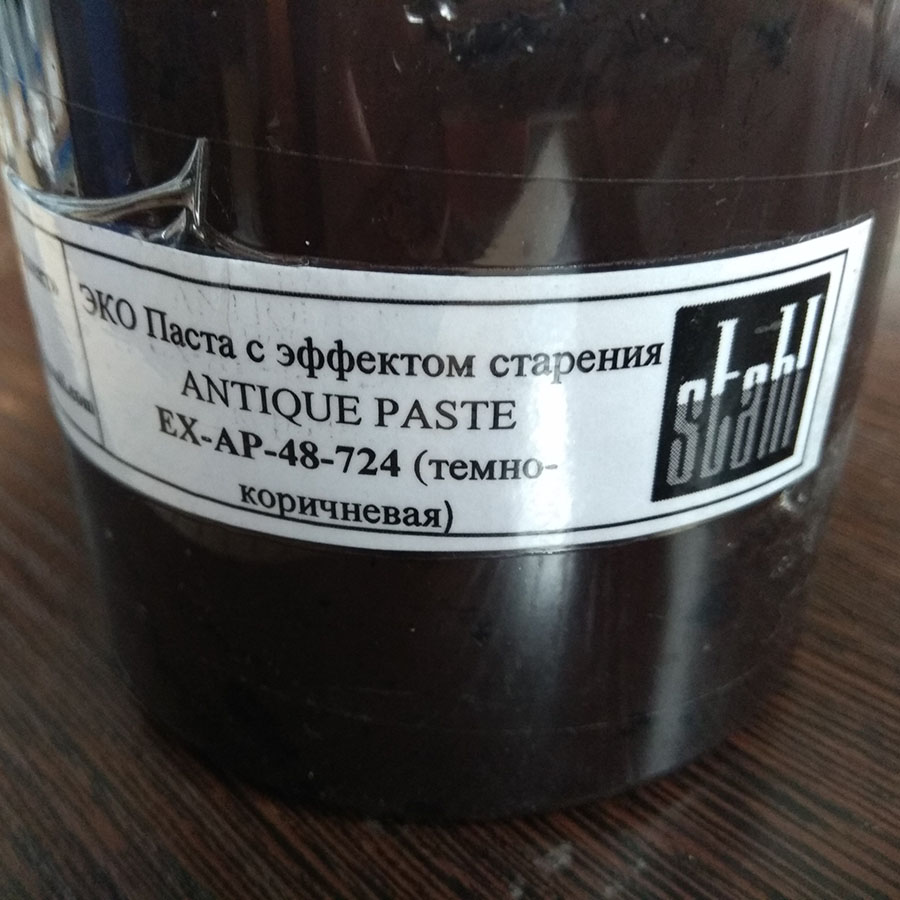 ЭКО Паста с эффектом старения
ANTIQUE PASTE
EX-AP-48-724 (темно-
коричневая)
stahl